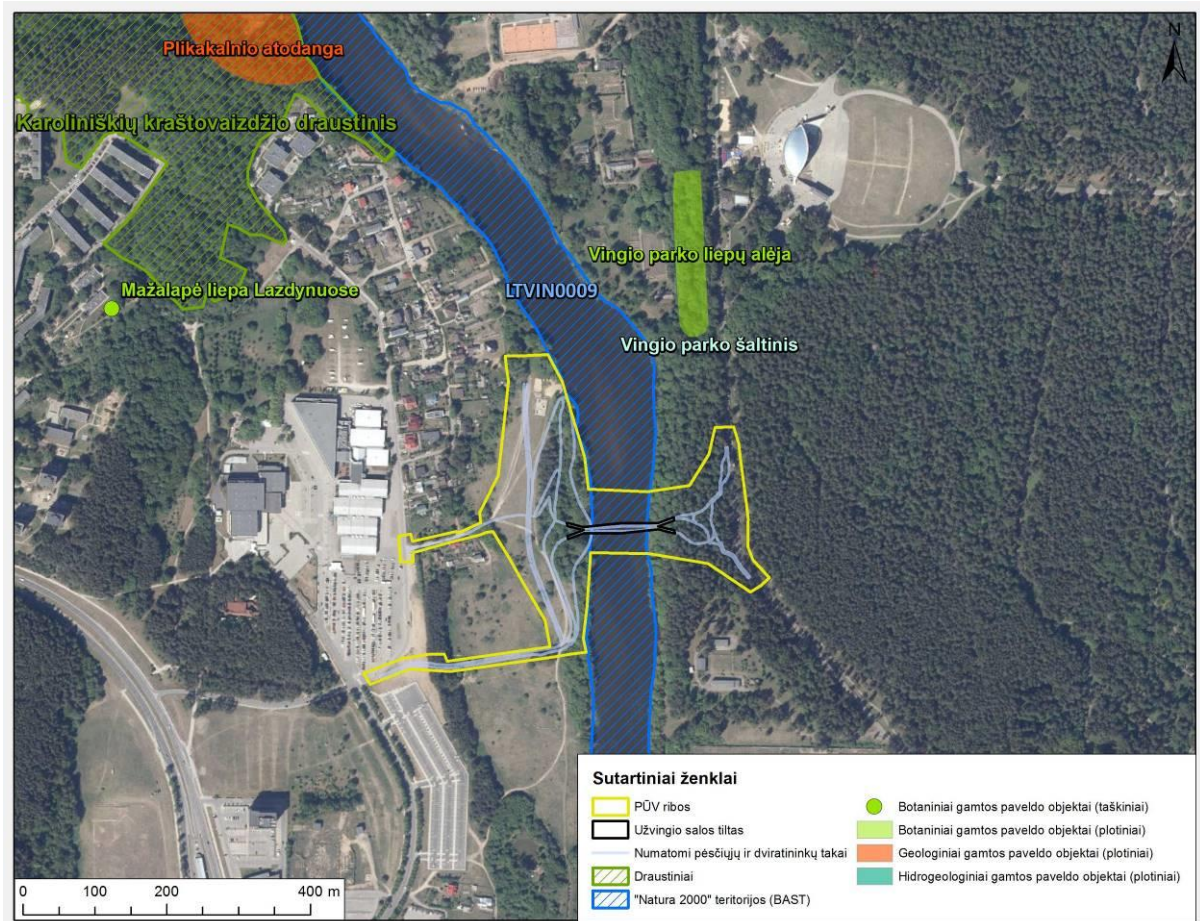 Plikakalnio atodanga
N
Karoliniškių kraštovaizdžio draustinis
Vingio parko liepų alėja
Mažalapė liepa Lazdynuose
LTVIN0009
Vingio parko šaltinis
Sutartiniai ženklai
PŪV ribos
Užvingio salos tiltas
Numatomi pėsčiųjų ir dviratininkų takai
Draustiniai
"Natura 2000" teritorijos (BAST)
Botaniniai gamtos paveldo objektai (taškiniai)
Botaniniai gamtos paveldo objektai (plotiniai)
Geologiniai gamtos paveldo objektai (plotiniai)
Hidrogeologiniai gamtos paveldo objektai (plotiniai)
0 100 200 400 m